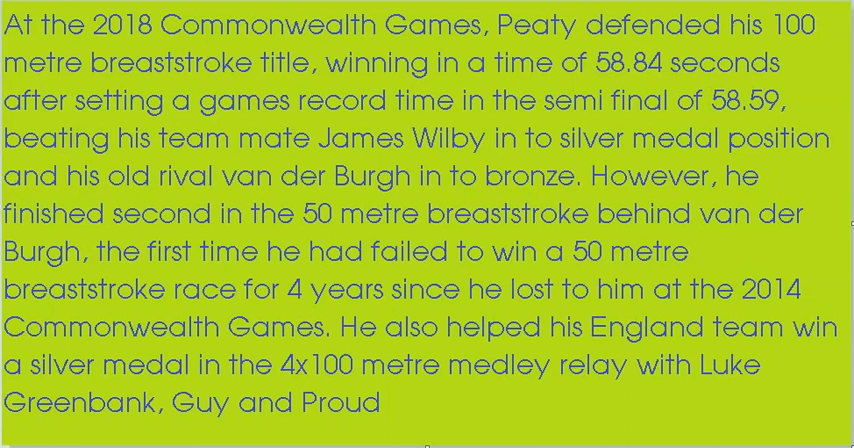 At the 2018 Commonwealth Games, Peaty defended his 100
metre breaststroke title, winning in a time of 58.84 seconds
after setting a games record time in the semi final of 58.59,
beating his team mate James Wilby in to silver medal position
and his old rival van der Burgh in to bronze. However, he
finished second in the 50 metre breaststroke behind van der
Burgh, the first time he had failed to win a 50 metre
breaststroke race for 4 years since he lost to him at the 2014
Commonwealth Games. He also helped his England team win
a silver medal in the 4x100 metre medley relay with Luke
Greenbank, Guy and Proud